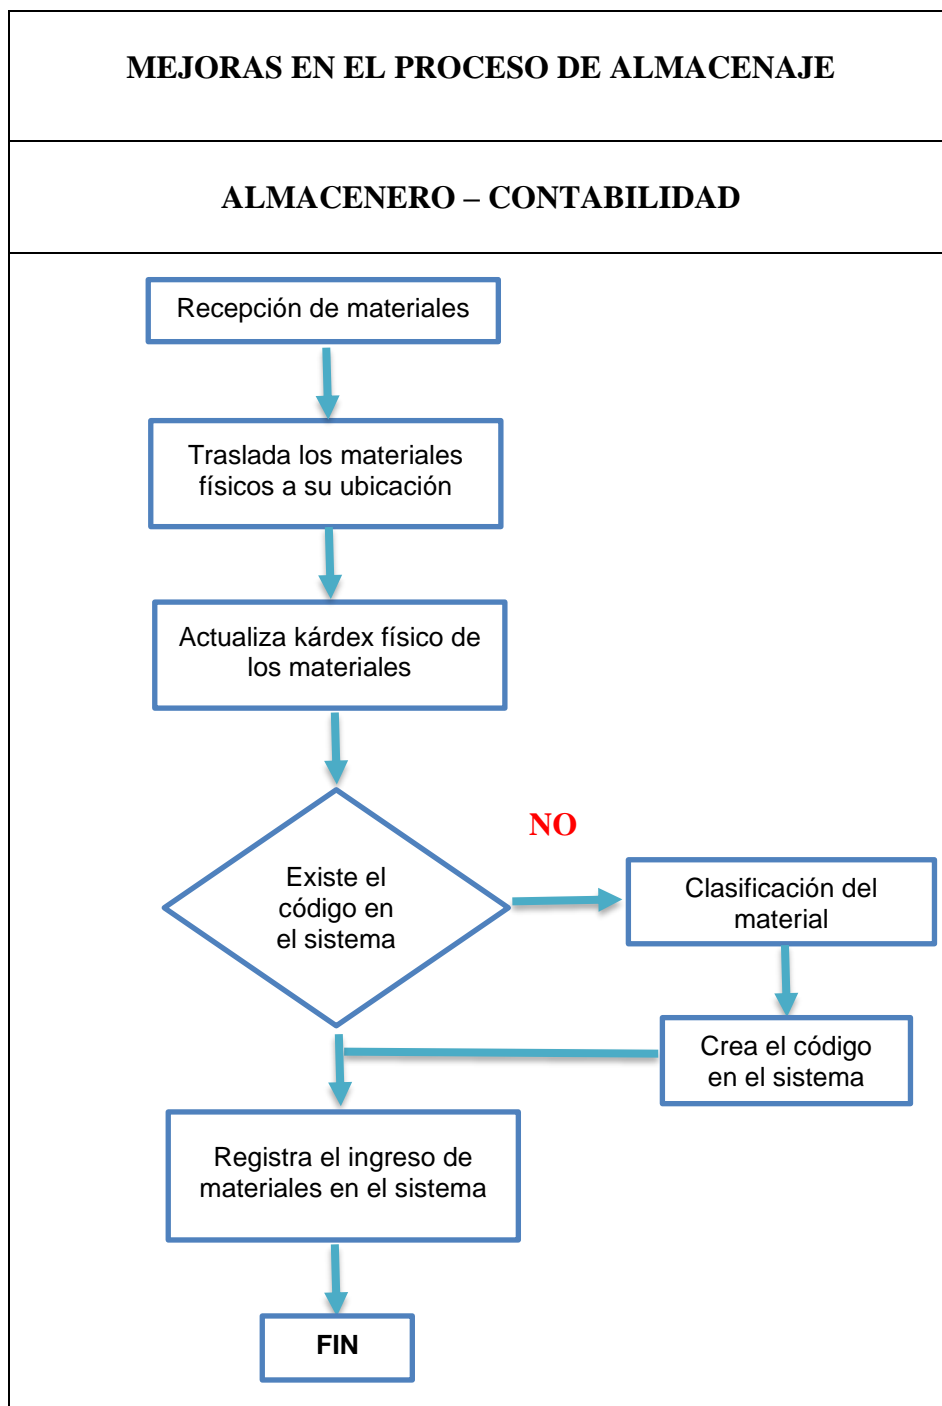 MEJORAS EN EL PROCESO DE ALMACENAJE
ALMACENERO – CONTABILIDAD
Recepción de materiales
Traslada los materiales
físicos a su ubicación
Actualiza kárdex físico de
los materiales
Existe el
código en
el sistema
NO
Clasificación del
material
Crea el código
en el sistema
Registra el ingreso de
materiales en el sistema
FIN